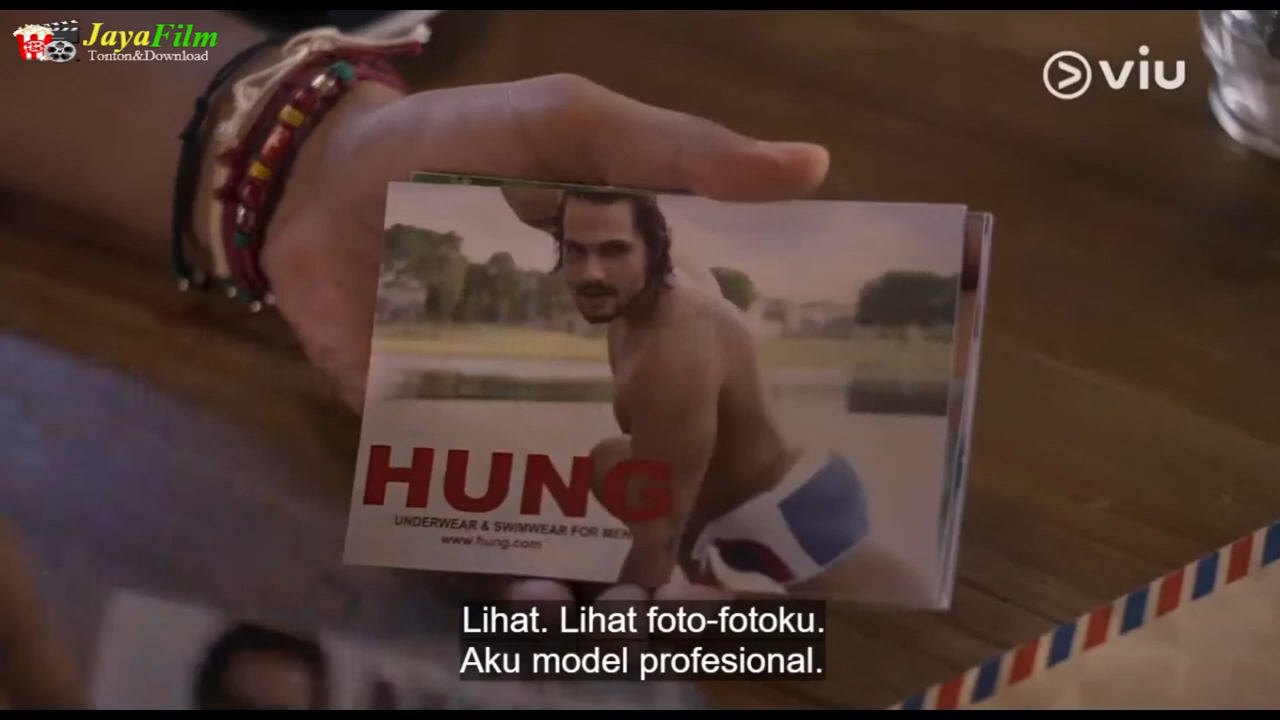 JayaFilm
Tonton&Download
viu
HUNG
UNDERWEAR & SWIMWEAR FOR MEN
www.hung.com
Lihat. Lihat foto-fotoku.
Aku model profesional.